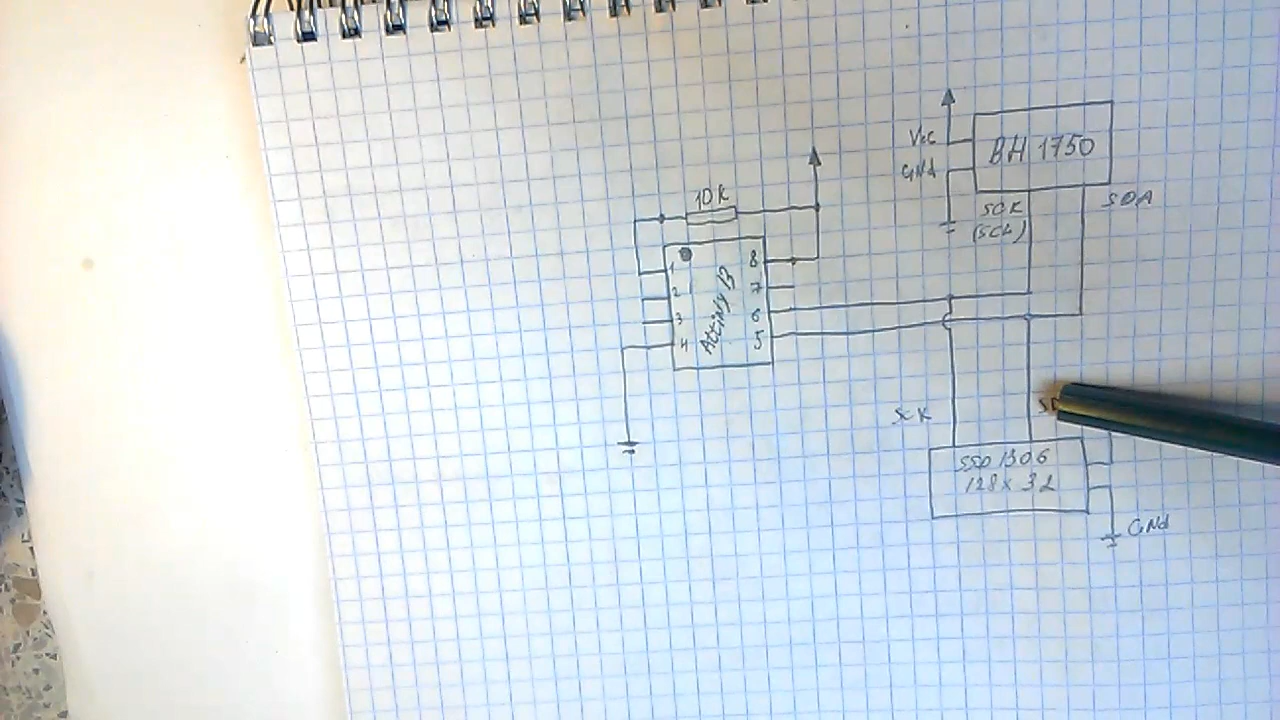 10K
1
2
3
4
Attiny 13
8
7
6
5
Vcc
GNd
BH 1750
SCK
(SCL)
SDA
SCK
SSD 1306
128 x 32
GNd